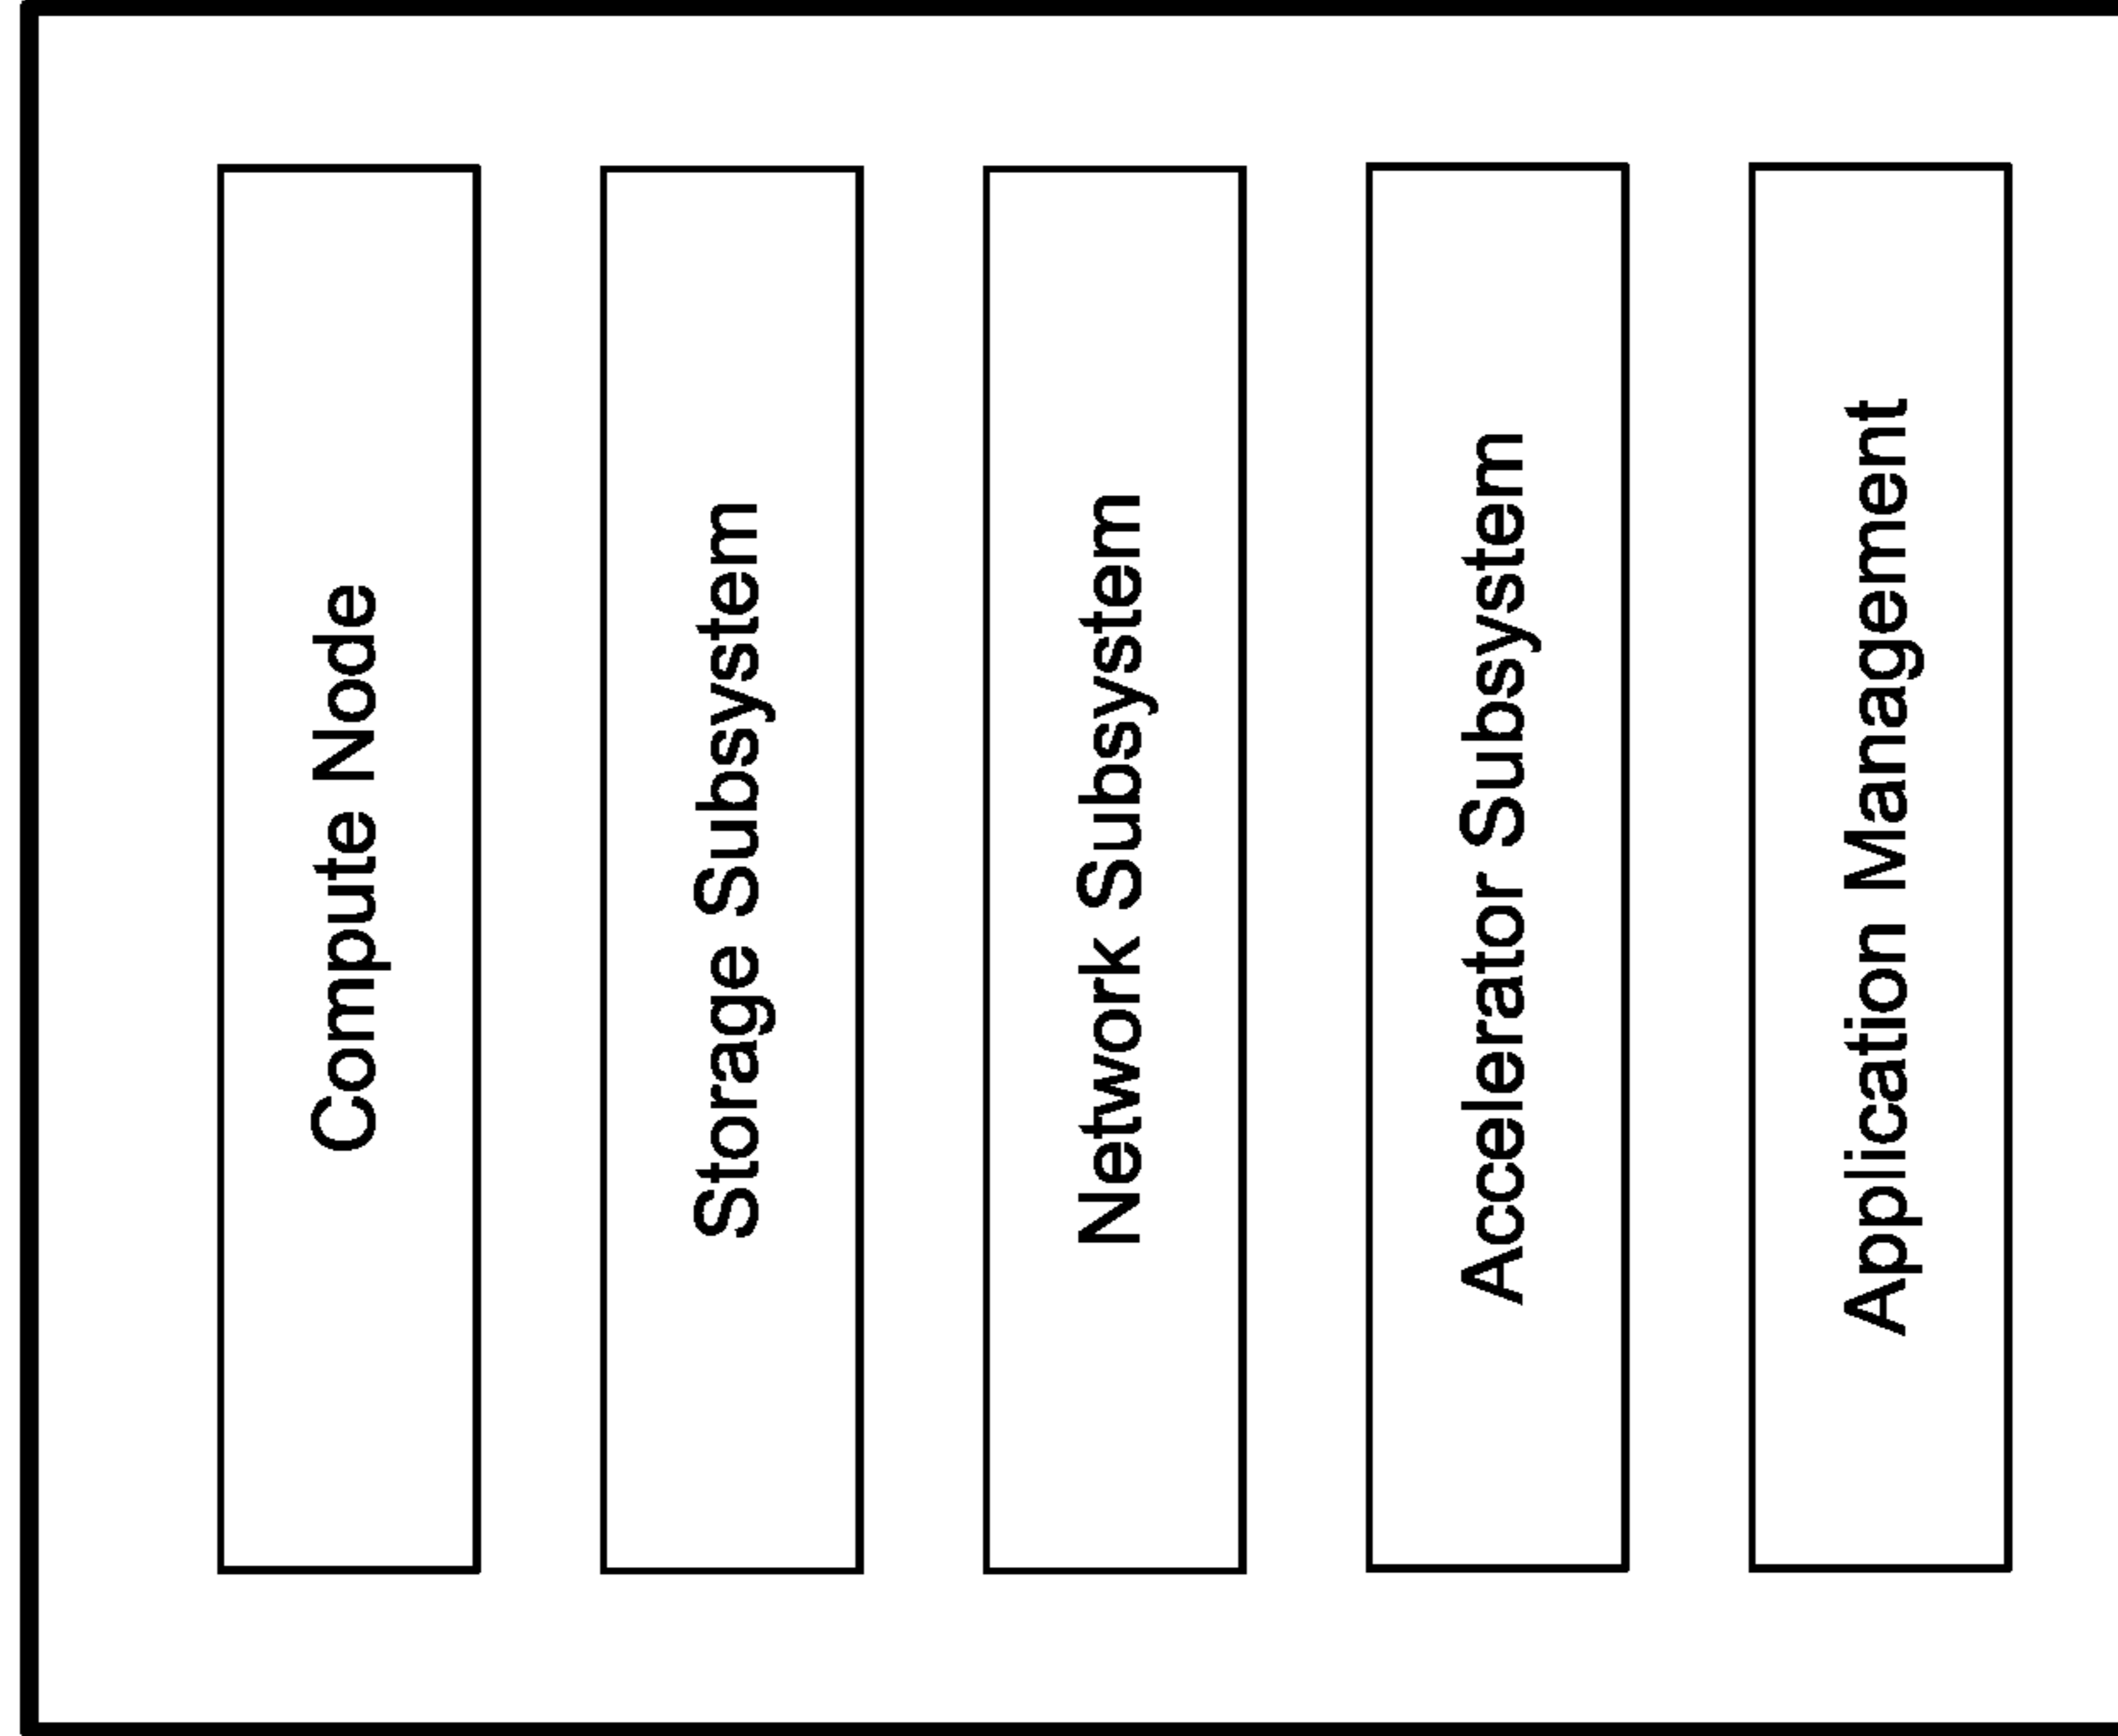 Compute Node
Storage Subsystem
Network Subsystem
Accelerator Subsystem
Application Management